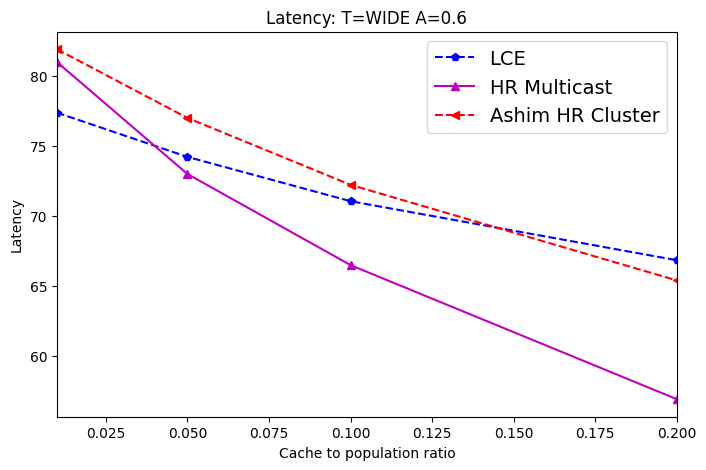 Latency: T=WIDE A=0.6
LCE
HR Multicast
Ashim HR Cluster
Latency
80
75
70
65
60
0.025 0.050 0.075 0.100 0.125 0.150 0.175 0.200
Cache to population ratio